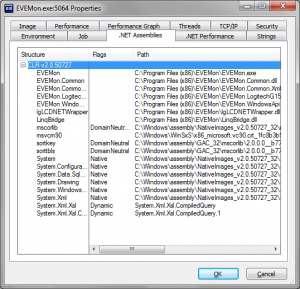 EVEMon.exe:5064 Properties
Image Performance Performance Graph Threads TCP/IP Security
Environment Job .NET Assemblies .NET Performance Strings
Structure Flags Path
CLR v2.0.50727
EVEMon C:\Program Files (x86)\EVEMon\EVEMon.exe
EVEMon.Common C:\Program Files (x86)\EVEMon\EVEMon.Common.dll
EVEMon.Common... C:\Program Files (x86)\EVEMon\EVEMon.Common...
EVEMon.LogitechG... C:\Program Files (x86)\EVEMon\EVEMon.LogitechG15...
EVEMon.Windo... C:\Program Files (x86)\EVEMon\EVEMon.WindowsApi...
lgLCDNETWrapper C:\Program Files (x86)\EVEMon\lgLCDNETWrapper.dll
LinqBridge C:\Program Files (x86)\EVEMon\LinqBridge.dll
mscorlib DomainNeutra... C:\Windows\assembly\NativeImages_v2.0.50727_32\
msvcm90 C:\Windows\WinSxS\x86_microsoft.vc90.crt_1fc8b3b
sortkey DomainNeutra... C:\Windows\assembly\GAC_32\mscorlib\2.0.0.0__b77
sorttbls DomainNeutra... C:\Windows\assembly\GAC_32\mscorlib\2.0.0.0__b77
System Native C:\Windows\assembly\NativeImages_v2.0.50727_32\
System.Configura... Native C:\Windows\assembly\NativeImages_v2.0.50727_32\
System.Data.Sql... Native C:\Windows\assembly\NativeImages_v2.0.50727_32\
System.Drawing Native C:\Windows\assembly\NativeImages_v2.0.50727_32\
System.Windows... Native C:\Windows\assembly\NativeImages_v2.0.50727_32\
System.Xml Native C:\Windows\assembly\NativeImages_v2.0.50727_32\
System.Xml.Xsl Dynamic System.Xml.Xsl.CompiledQuery
System.Xml.Xsl.C... Dynamic System.Xml.Xsl.CompiledQuery.1
OK Cancel